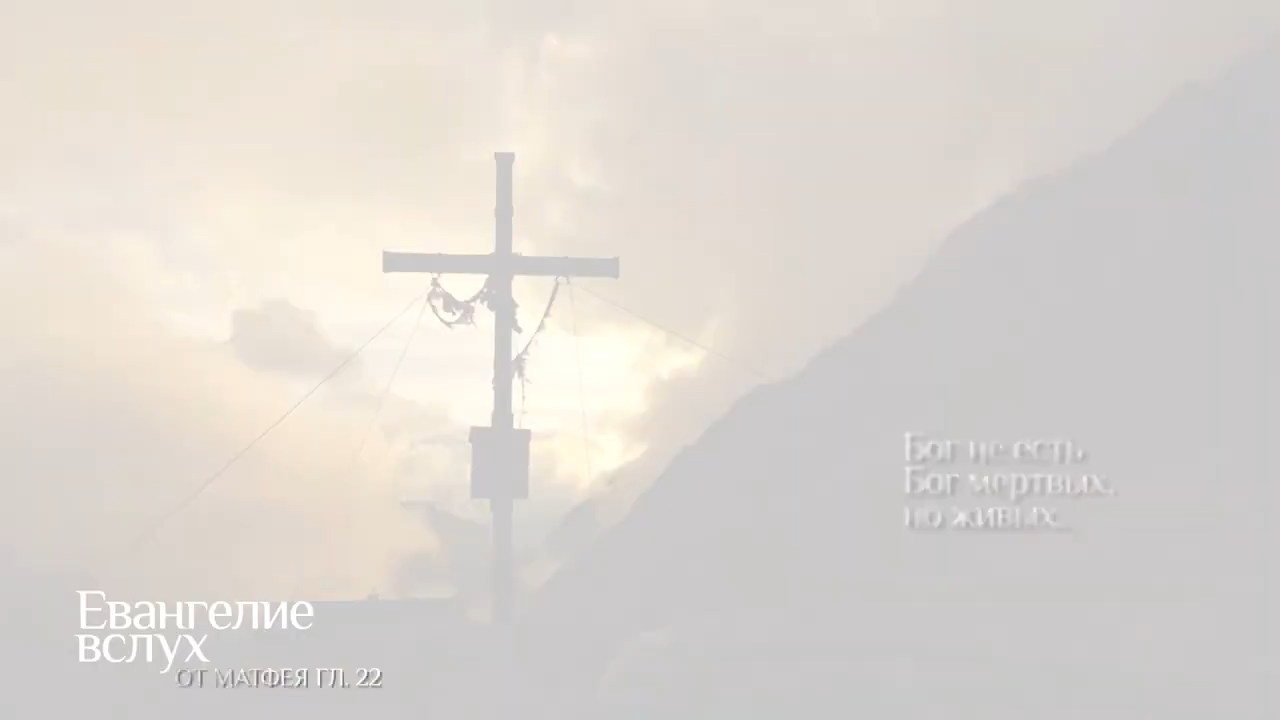 Бог не есть
Бог мертвых,
но живых.
Евангелие
вслух
ОТ МАТФЕЯ ГЛ. 22